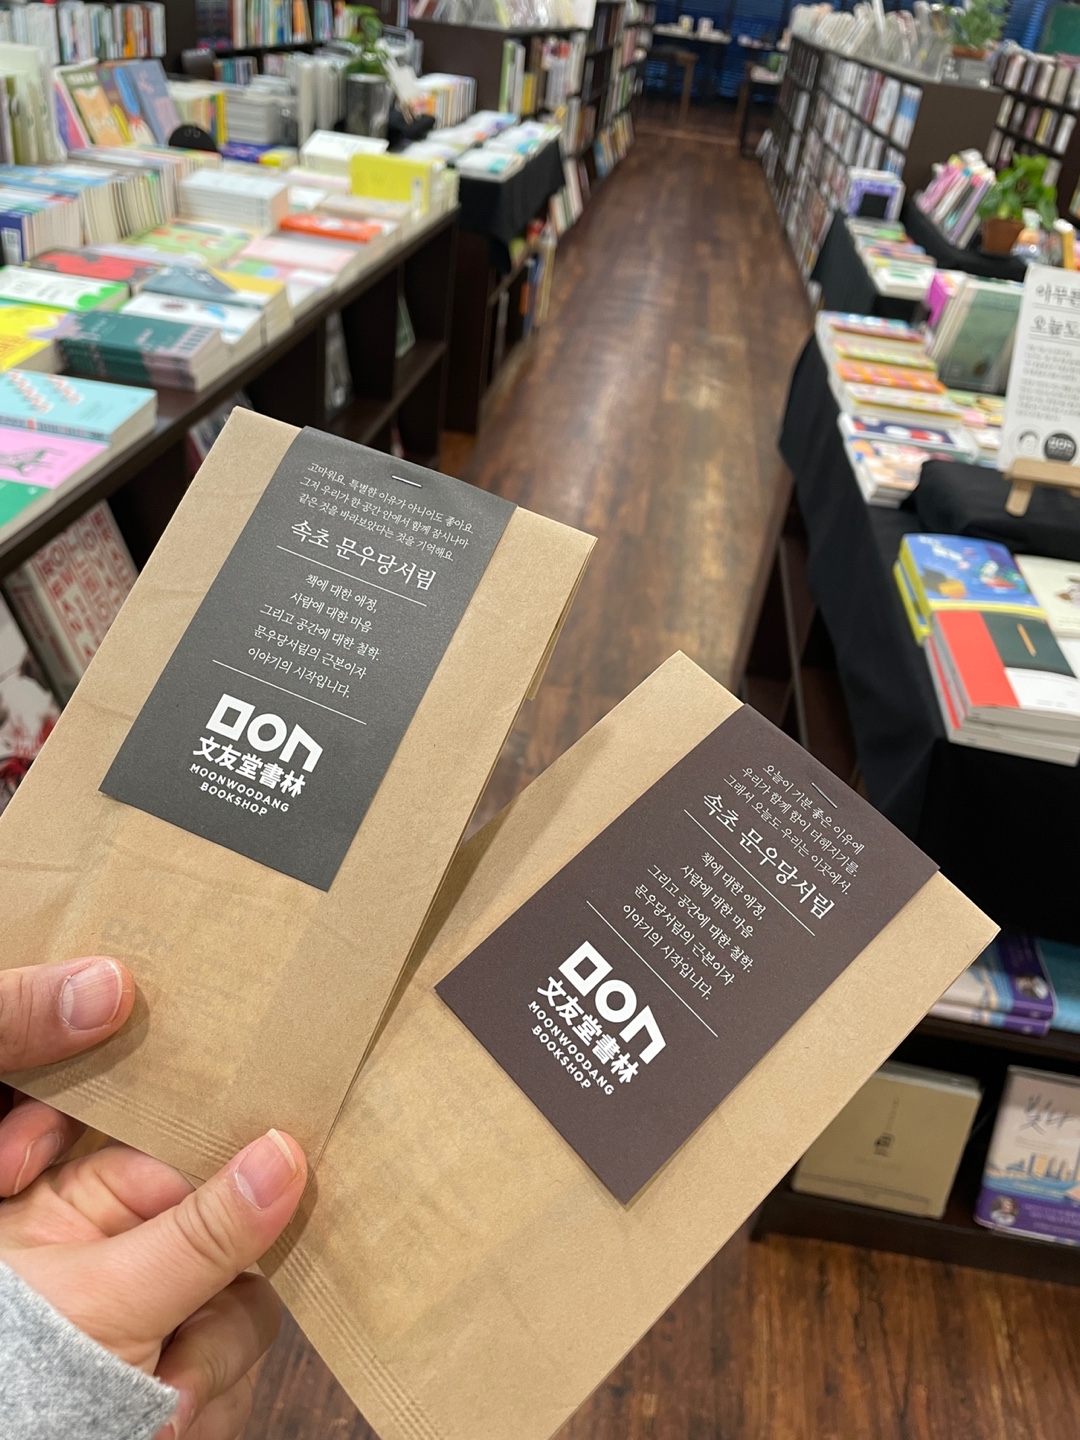 고마워요. 특별한 이유가 아니어도 좋아요.
그저 우리가 한 공간 안에서 함께 잠시나마
같은 것을 바라보았다는 것을 기억해요.
속초 문우당서림
책에 대한 애정,
사람에 대한 마음
그리고 공간에 대한 철학.
문우당서림의 근본이자
이야기의 시작입니다.
文友堂書林
MOONWOODANG
BOOKSHOP
오늘이 기분 좋은 이유에
우리가 함께 함이 더해지기를.
그래서 오늘도 우리는 이곳에서.
속초 문우당서림
책에 대한 애정,
사람에 대한 마음
그리고 공간에 대한 철학.
문우당서림의 근본이자
이야기의 시작입니다.
文友堂書林
MOONWOODANG
BOOKSHOP